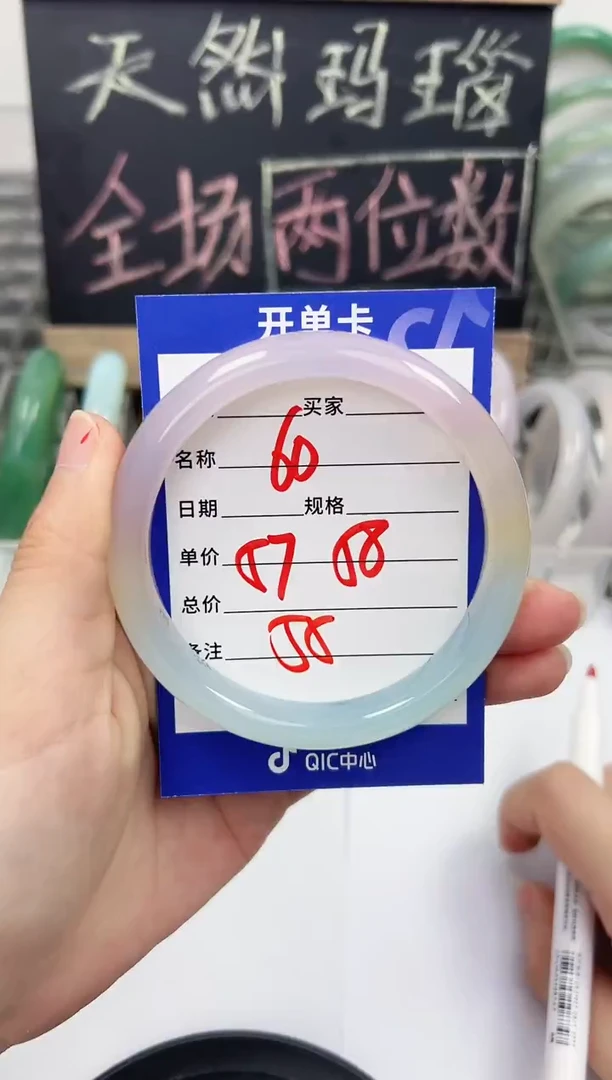 天然玛瑙
全场两位数
开单卡
买家
名称 60
日期 规格
单价 57 58
总价
备注 58
QIC中心